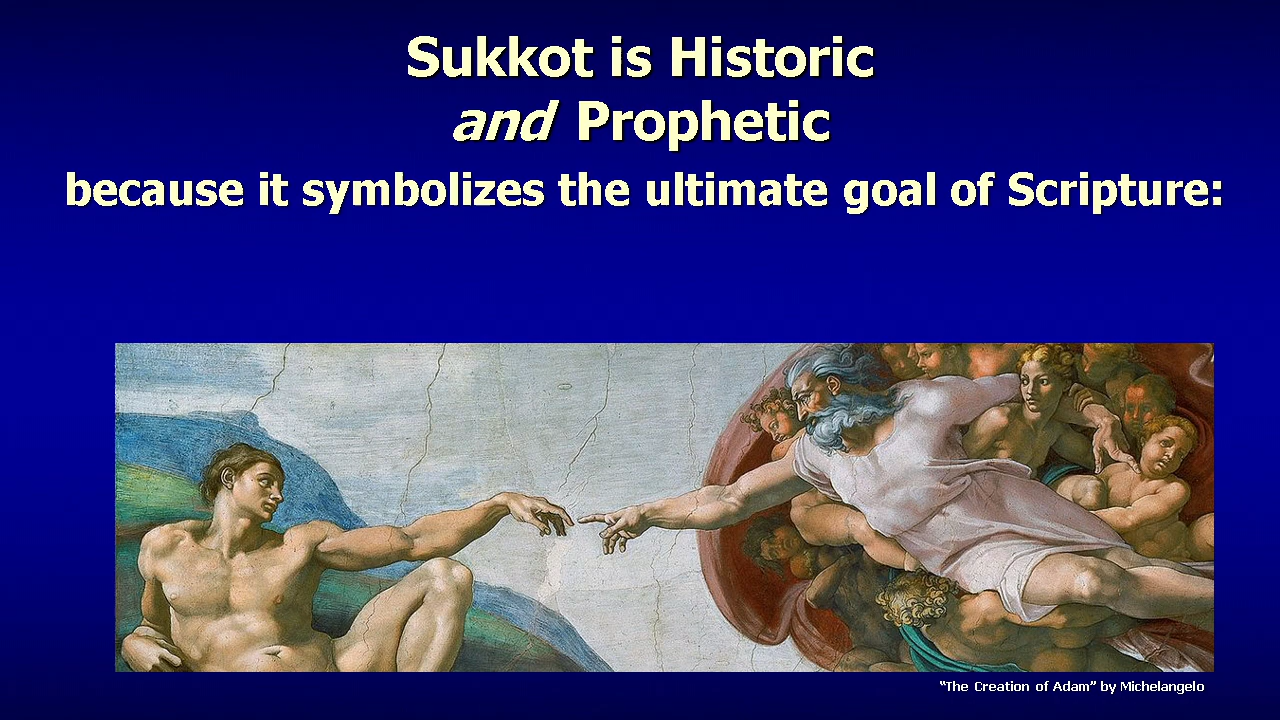 Sukkot is Historic
and Prophetic
because it symbolizes the ultimate goal of Scripture:
“The Creation of Adam” by Michelangelo